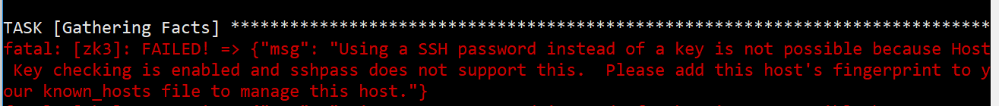 TASK [Gathering Facts] *****************************************************************************
fatal: [zk3]: FAILED! => {"msg": "Using a SSH password instead of a key is not possible because Host
 Key checking is enabled and sshpass does not support this.  Please add this host's fingerprint to y
our known_hosts file to manage this host."}